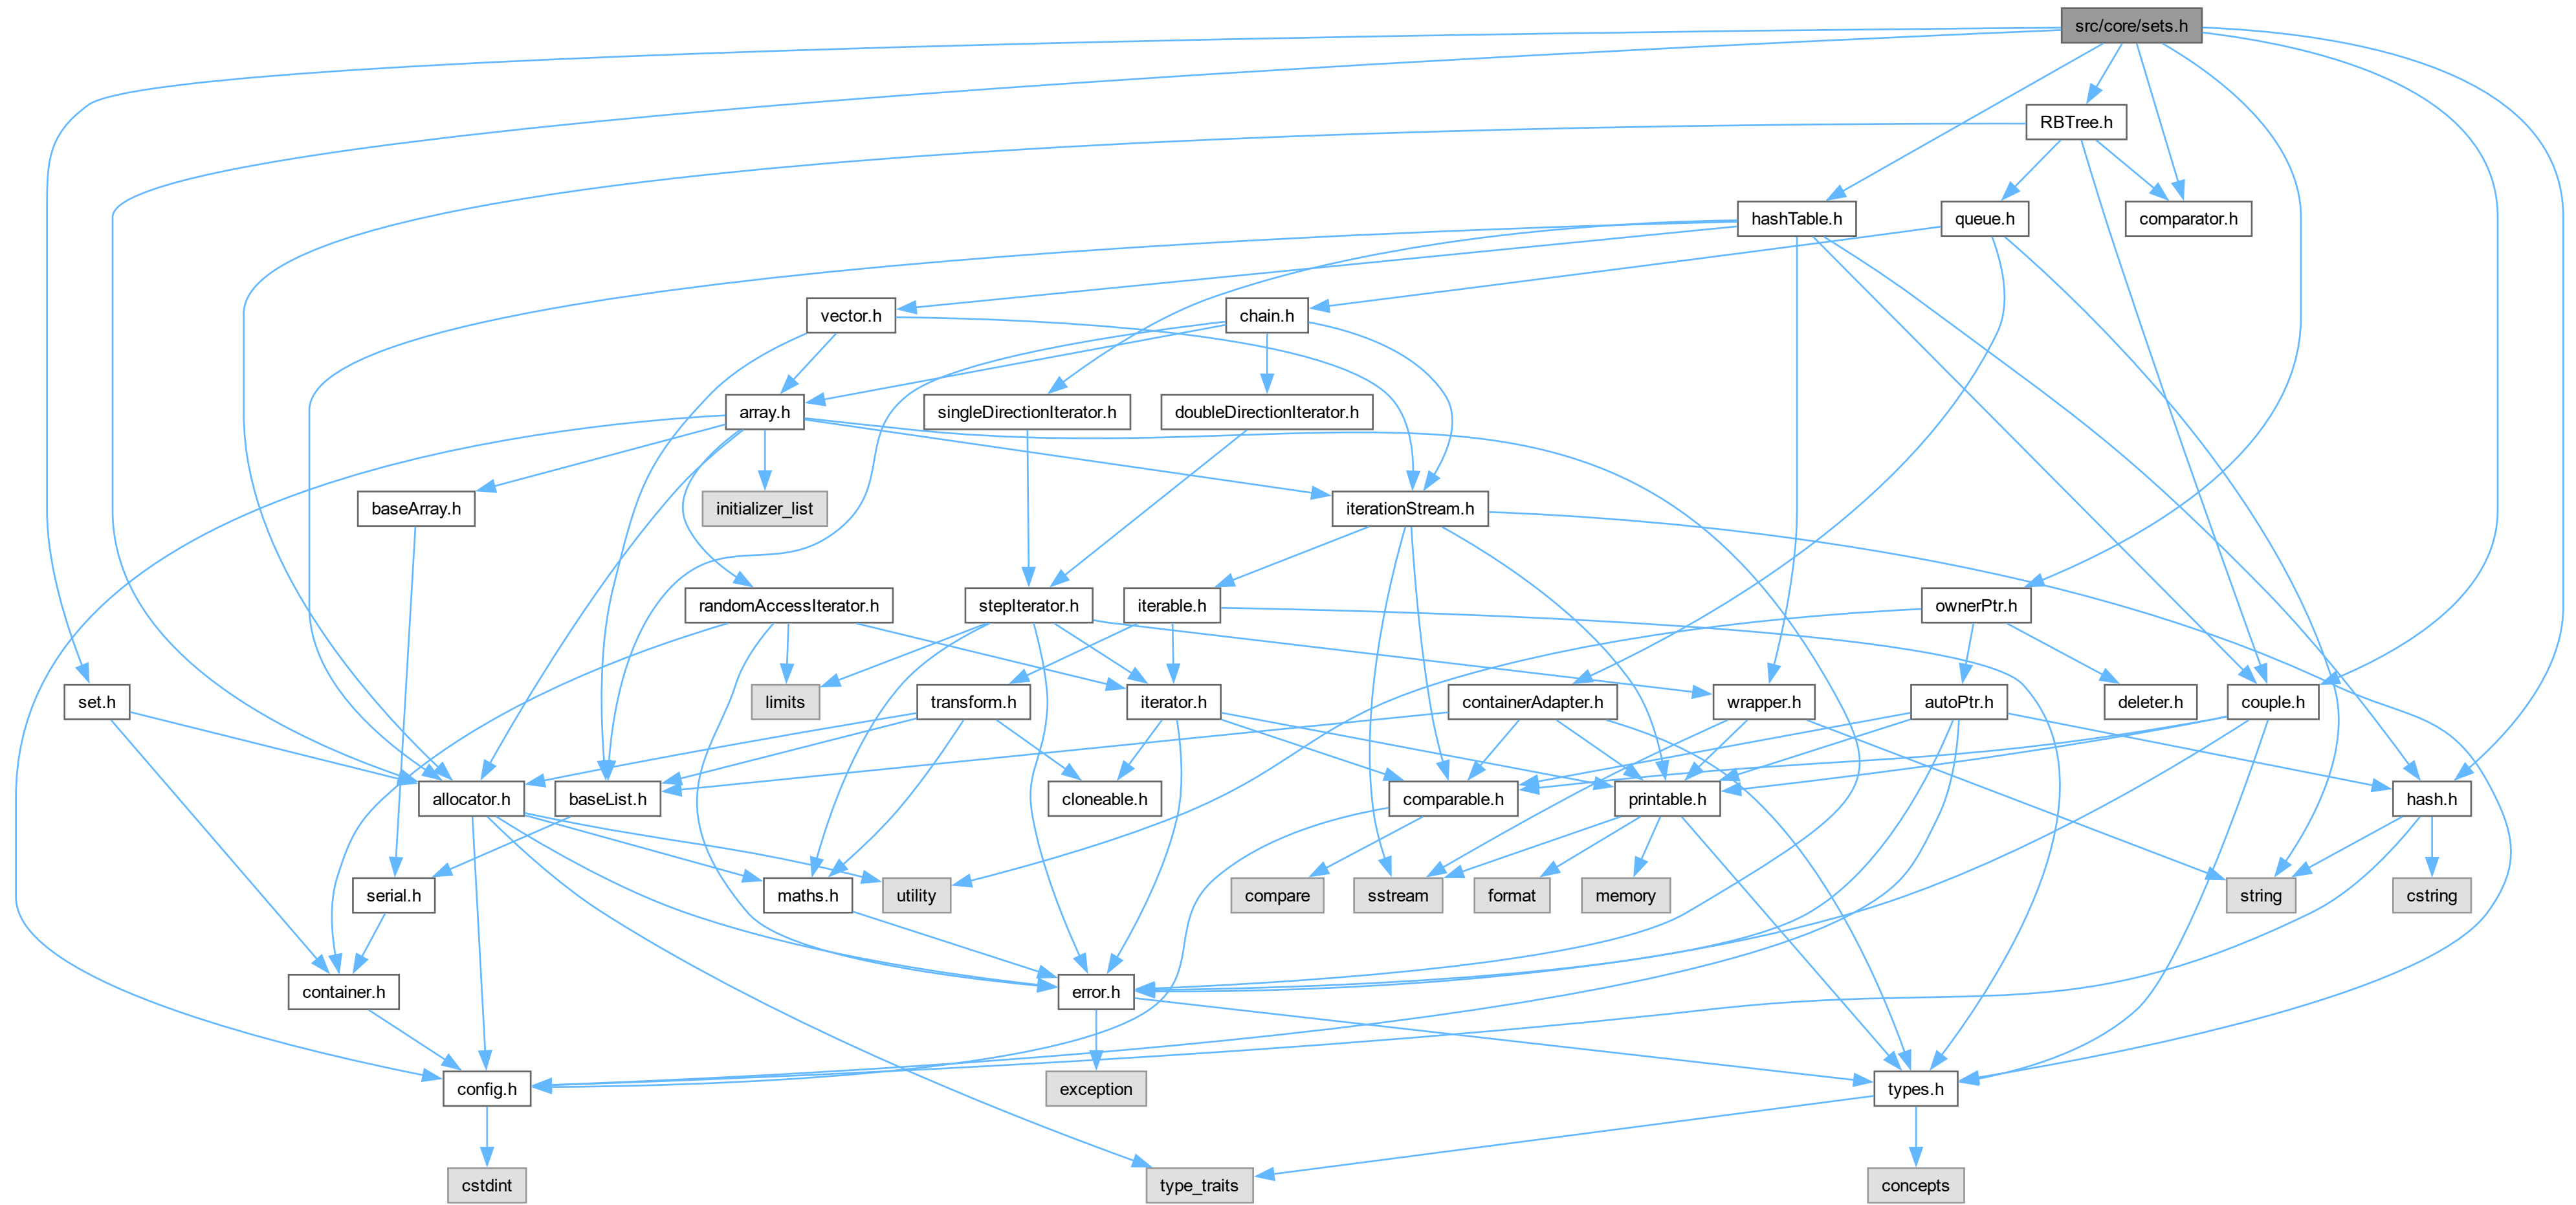 src/core/sets.h
RBTree.h
hashTable.h
queue.h
comparator.h
vector.h
chain.h
array.h
singleDirectionIterator.h
doubleDirectionIterator.h
baseArray.h
initializer_list
iterationStream.h
randomAccessIterator.h
stepIterator.h
iterable.h
ownerPtr.h
set.h
limits
transform.h
iterator.h
containerAdapter.h
wrapper.h
autoPtr.h
deleter.h
couple.h
allocator.h
baseList.h
cloneable.h
comparable.h
printable.h
hash.h
serial.h
maths.h
utility
compare
sstream
format
memory
string
cstring
container.h
error.h
config.h
exception
types.h
cstdint
type_traits
concepts